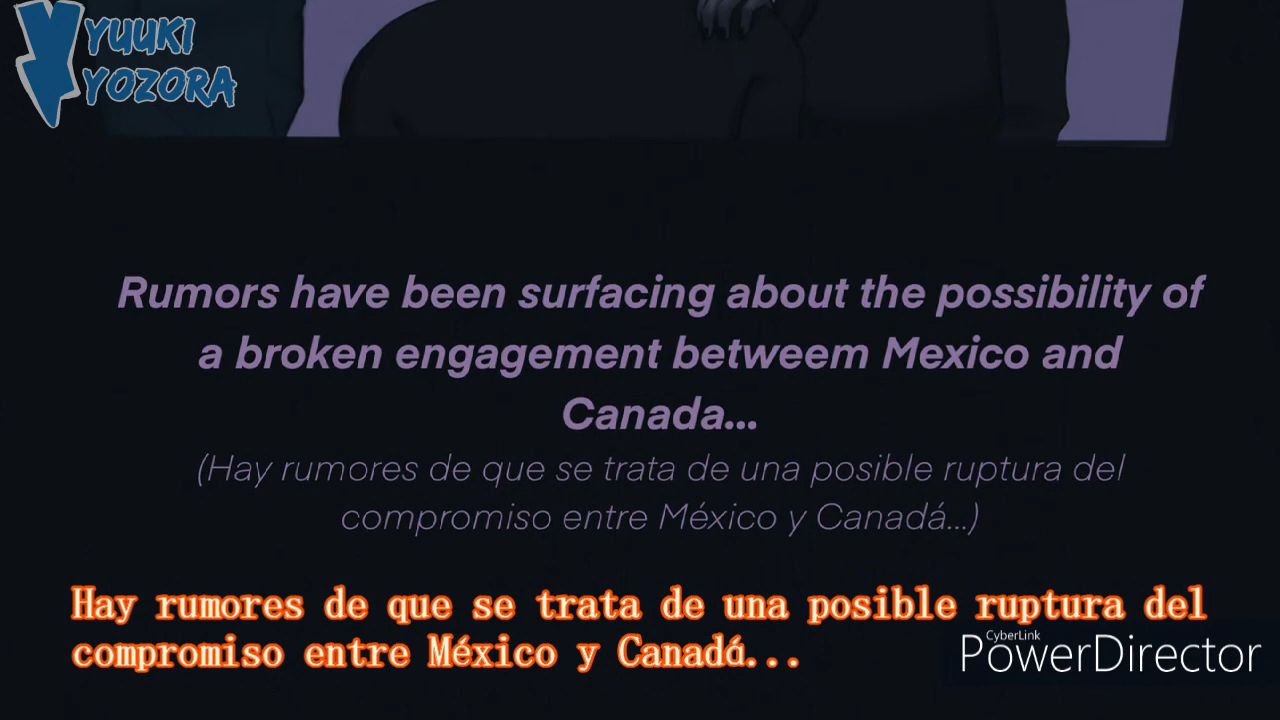 YUUKI
YOZORA
Rumors have been surfacing about the possibility of
a broken engagement betweem Mexico and
Canada...
(Hay rumores de que se trata de una posible ruptura del
compromiso entre México y Canadá...)
Hay rumores de que se trata de una posible ruptura del
compromiso entre México y Canadá...
CyberLink
PowerDirector